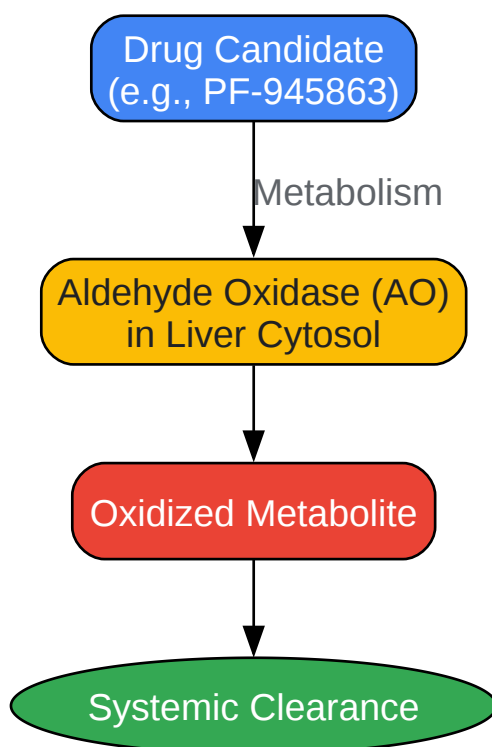 Drug Candidate
(e.g., PF-945863)
Metabolism
Aldehyde Oxidase (AO)
in Liver Cytosol
Oxidized Metabolite
Systemic Clearance